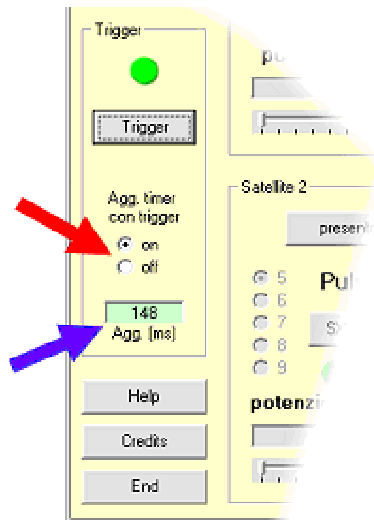 Trigger
Trigger
Agg. timer
con trigger
on
off
148
Agg. (ms)
Help
Credits
End
Satellite 2
5
6
7
8
9